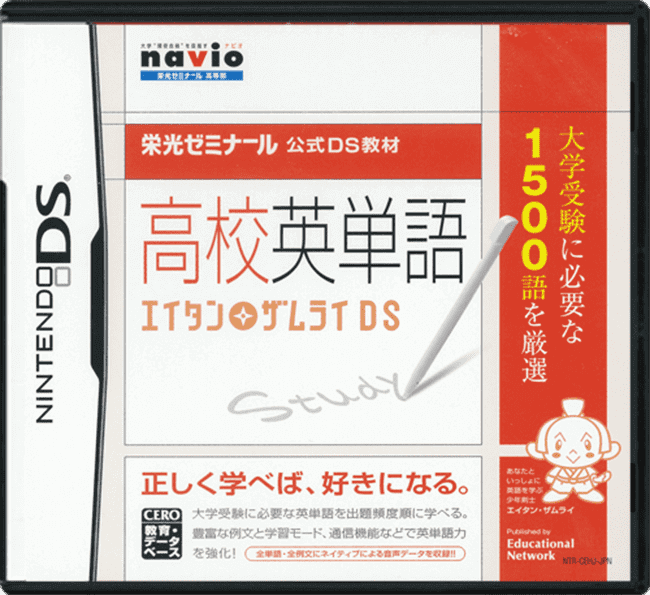 大学"現役合格"を目指す ナビオ
navio
栄光ゼミナール 高等部
栄光ゼミナール 公式DS教材
高校英単語
エイタン ザムライDS
Study
NINTENDO DS®
大学受験に必要な
1500語を厳選
正しく学べば、好きになる。
CERO
教育・
データ
ベース
大学受験に必要な英単語を出題頻度順に学べる。
豊富な例文と学習モード、通信機能などで英単語力
を強化! 全単語・全例文にネイティブによる音声データを収録!!
あなたと
いっしょに
英語を学ぶ
少年剣士
エイタン・ザムライ
Published by
Educational
Network
NTR-CEHJ-JPN